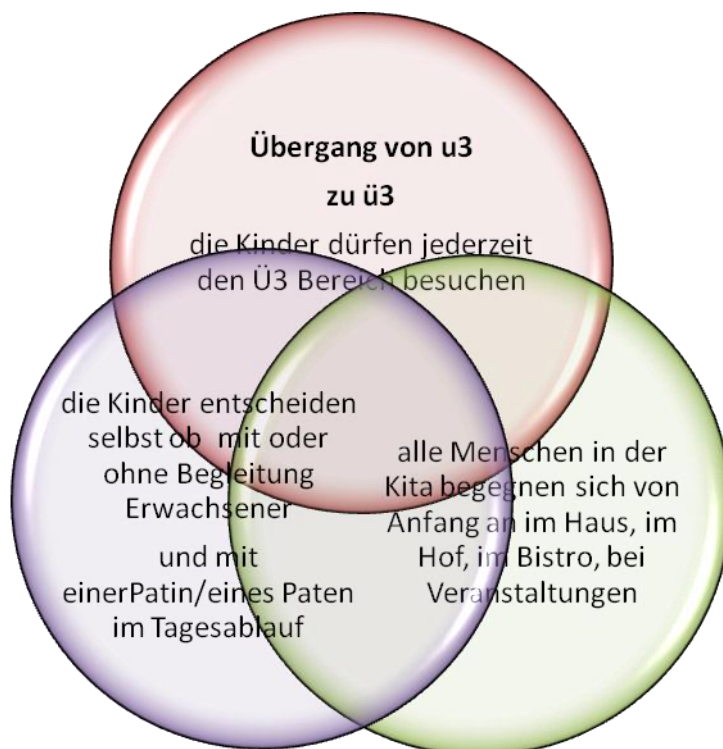 Übergang von u3
zu ü3
die Kinder dürfen jederzeit
den Ü3 Bereich besuchen
die Kinder entscheiden
selbst ob mit oder
ohne Begleitung
Erwachsener
und mit
einerPatin/eines Paten
im Tagesablauf
alle Menschen in der
Kita begegnen sich von
Anfang an im Haus, im
Hof, im Bistro, bei
Veranstaltungen